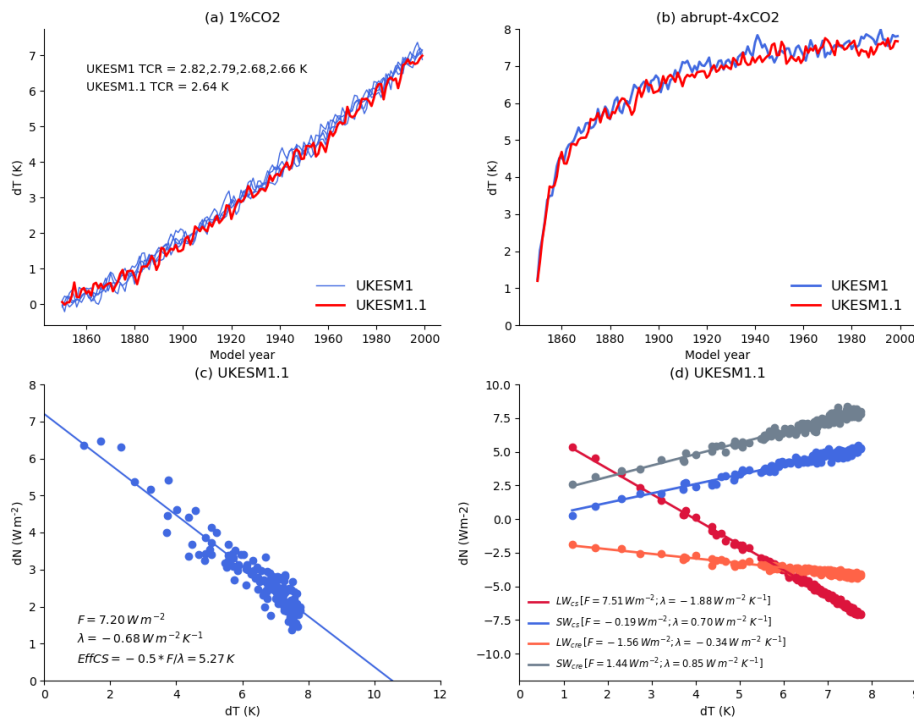 (a) 1%CO2
dT (K)
7
6
5
4
3
2
1
0
UKESM1 TCR = 2.82,2.79,2.68,2.66 K
UKESM1.1 TCR = 2.64 K
UKESM1
UKESM1.1
1860 1880 1900 1920 1940 1960 1980 2000
Model year
(b) abrupt-4xCO2
dT (K)
8
7
6
5
4
3
2
1
0
UKESM1
UKESM1.1
1860 1880 1900 1920 1940 1960 1980 2000
Model year
(c) UKESM1.1
dN (Wm⁻²)
8
7
6
5
4
3
2
1
0
F = 7.20 W m⁻²
λ = −0.68 W m⁻² K⁻¹
EffCS = −0.5 * F/λ = 5.27 K
0 2 4 6 8 10 12
dT (K)
(d) UKESM1.1
dN (Wm-2)
10.0
7.5
5.0
2.5
0.0
−2.5
−5.0
−7.5
−10.0
LWcs [F = 7.51 Wm⁻²; λ = −1.88 W m⁻² K⁻¹]
SWcs [F = −0.19 Wm⁻²; λ = 0.70 W m⁻² K⁻¹]
LWcre [F = −1.56 Wm⁻²; λ = −0.34 W m⁻² K⁻¹]
SWcre [F = 1.44 Wm⁻²; λ = 0.85 W m⁻² K⁻¹]
0 1 2 3 4 5 6 7 8 9
dT (K)